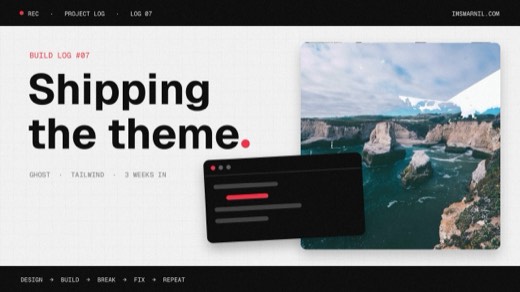 REC · PROJECT LOG · LOG 07
IMSWARNIL.COM
BUILD LOG #07
Shipping
the theme.
GHOST · TAILWIND · 3 WEEKS IN
DESIGN → BUILD → BREAK → FIX → REPEAT